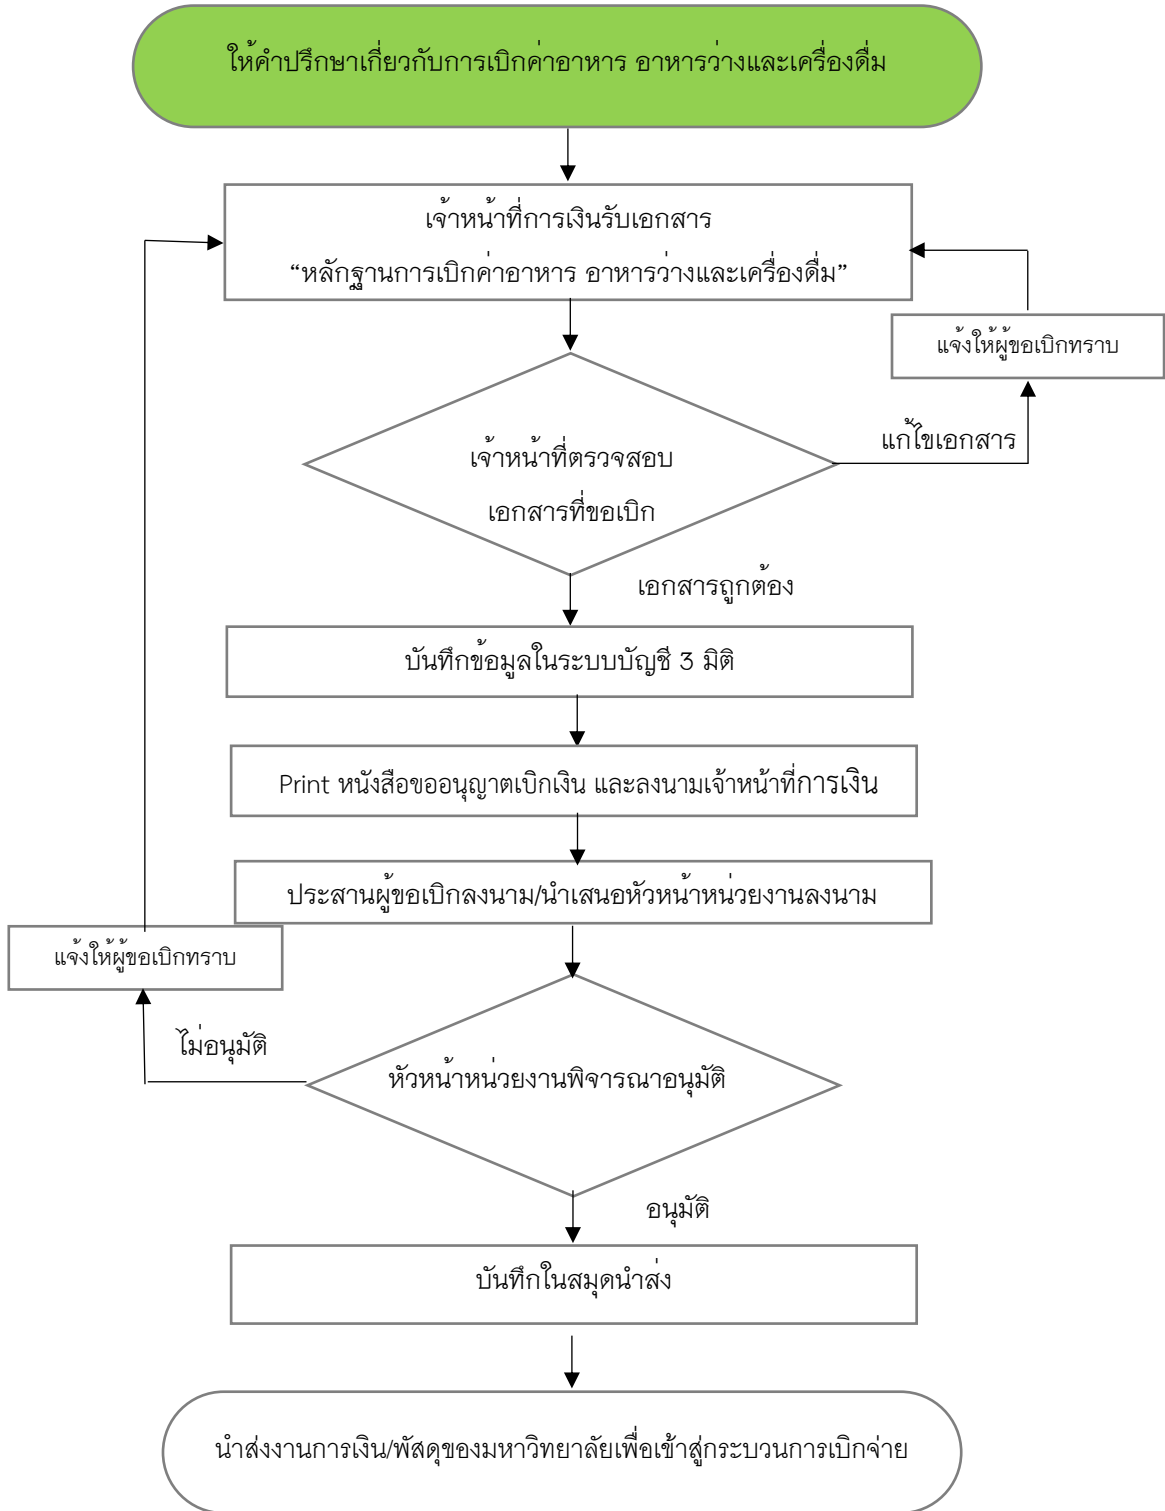 ให้คำปรึกษาเกี่ยวกับการเบิกค่าอาหาร อาหารว่างและเครื่องดื่ม
เจ้าหน้าที่การเงินรับเอกสาร
“หลักฐานการเบิกค่าอาหาร อาหารว่างและเครื่องดื่ม”
แจ้งให้ผู้ขอเบิกทราบ
แก้ไขเอกสาร
เจ้าหน้าที่ตรวจสอบ
เอกสารที่ขอเบิก
เอกสารถูกต้อง
บันทึกข้อมูลในระบบบัญชี 3 มิติ
Print หนังสือขออนุญาตเบิกเงิน และลงนามเจ้าหน้าที่การเงิน
ประสานผู้ขอเบิกลงนาม/นำเสนอหัวหน้าหน่วยงานลงนาม
แจ้งให้ผู้ขอเบิกทราบ
ไม่อนุมัติ
หัวหน้าหน่วยงานพิจารณาอนุมัติ
อนุมัติ
บันทึกในสมุดนำส่ง
นำส่งงานการเงิน/พัสดุของมหาวิทยาลัยเพื่อเข้าสู่กระบวนการเบิกจ่าย